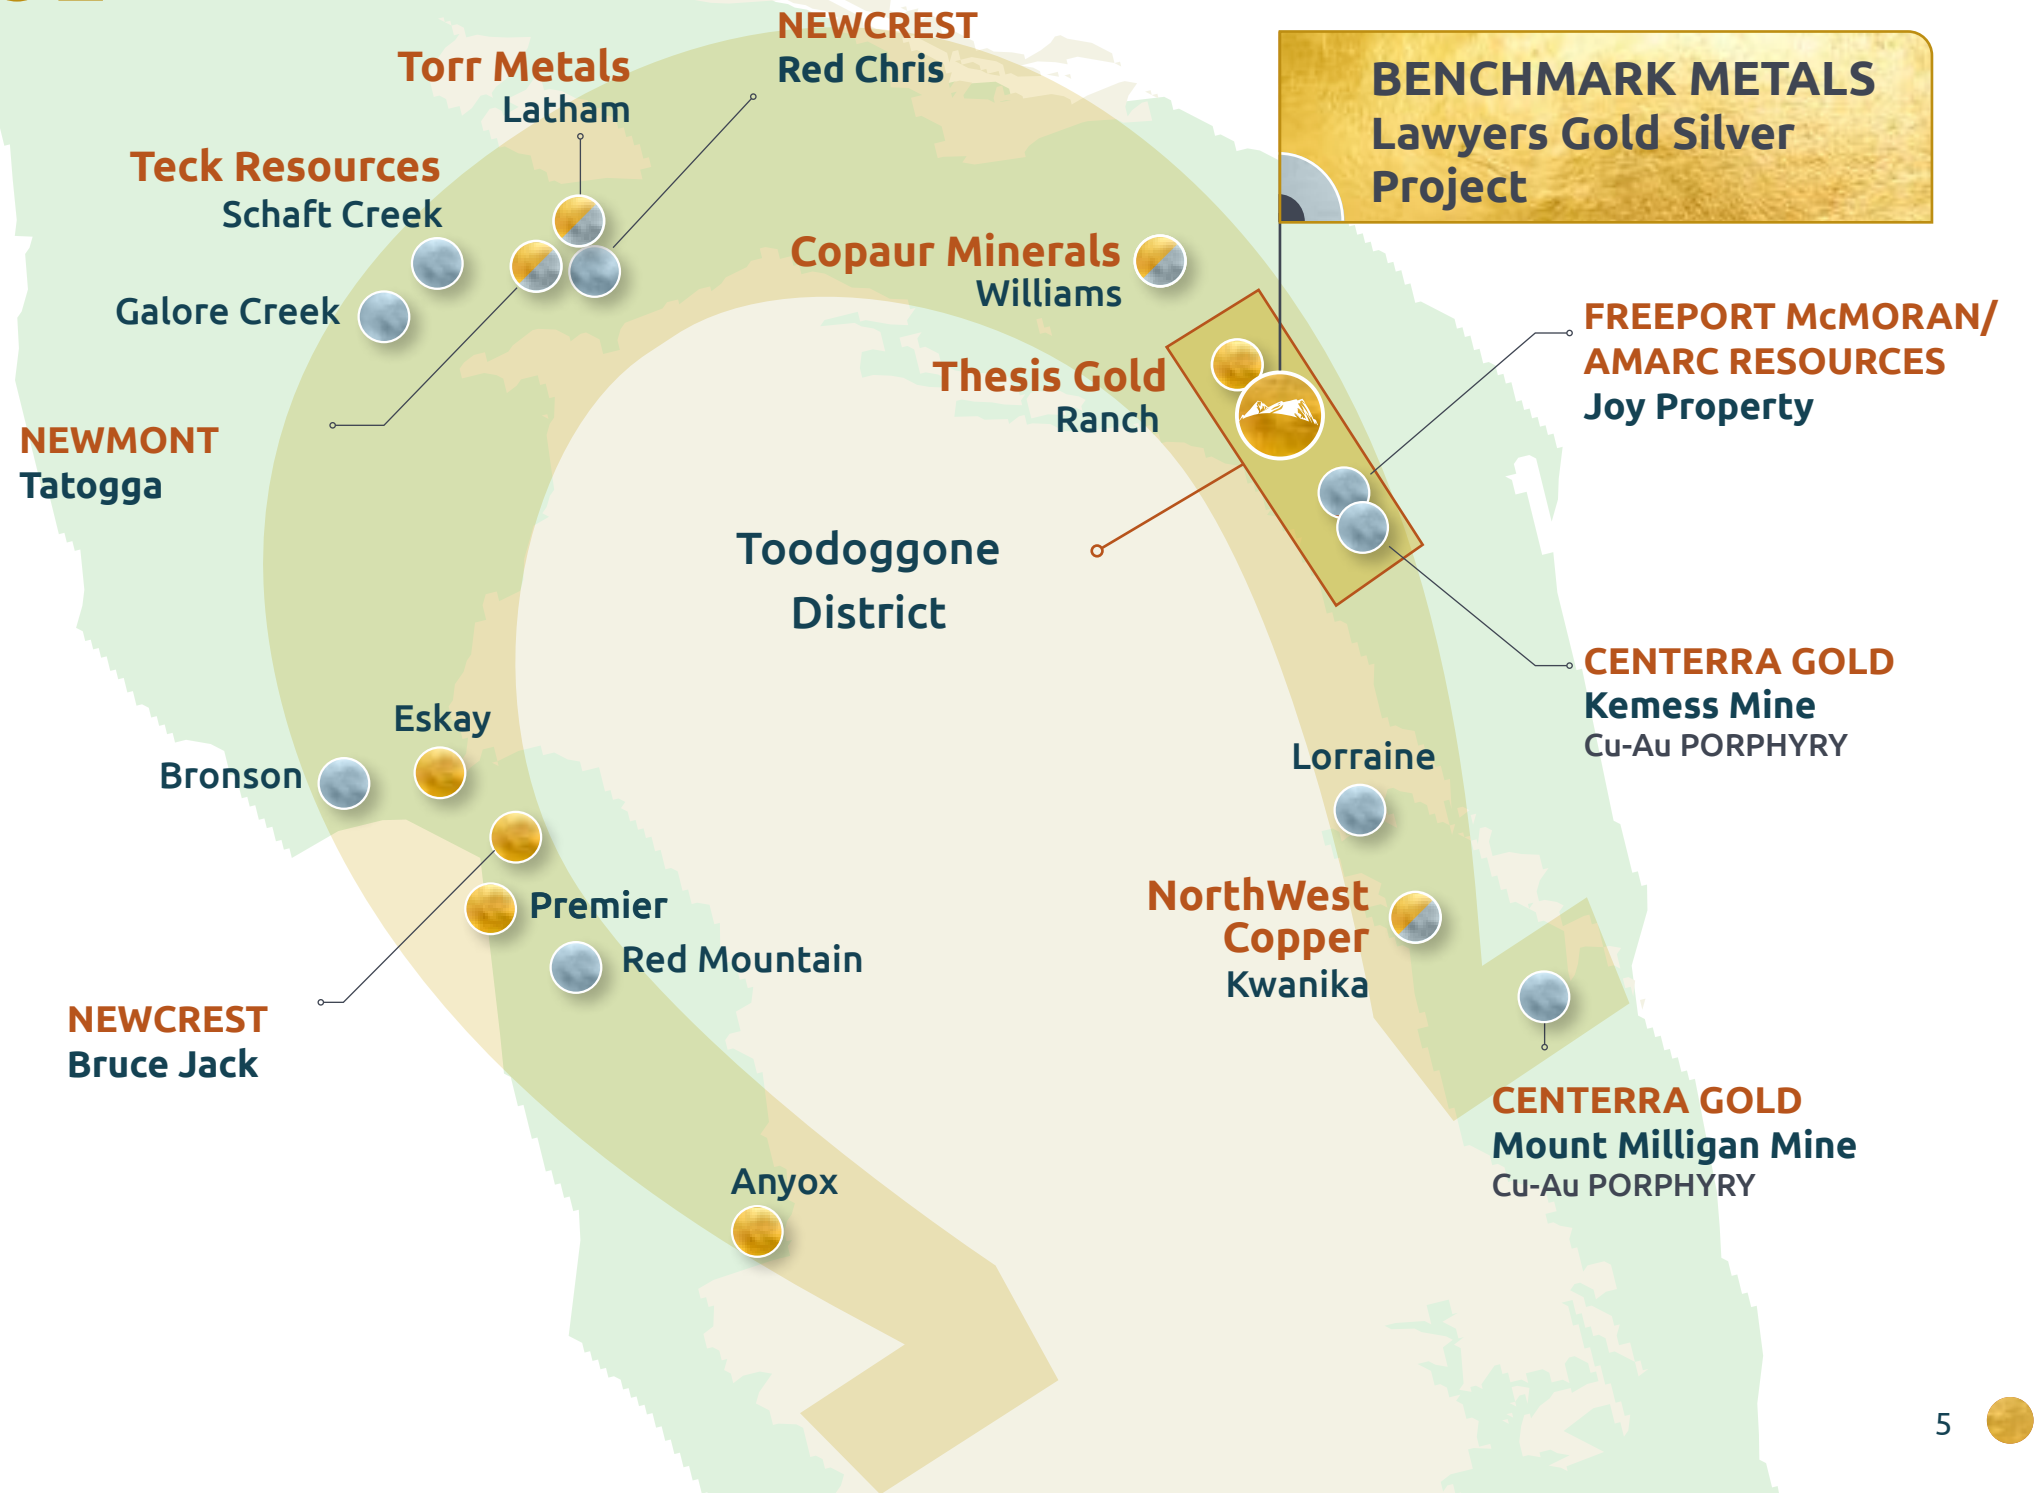 NEWCREST
Red Chris
Torr Metals
Latham
BENCHMARK METALS
Lawyers Gold Silver
Project
Teck Resources
Schaft Creek
Galore Creek
Copaur Minerals
Williams
FREEPORT McMORAN/
AMARC RESOURCES
Joy Property
Thesis Gold
Ranch
NEWMONT
Tatogga
Toodoggone
District
CENTERRA GOLD
Kemess Mine
Cu-Au PORPHYRY
Eskay
Bronson
Lorraine
Premier
Red Mountain
NorthWest
Copper
Kwanika
NEWCREST
Bruce Jack
CENTERRA GOLD
Mount Milligan Mine
Cu-Au PORPHYRY
Anyox
5